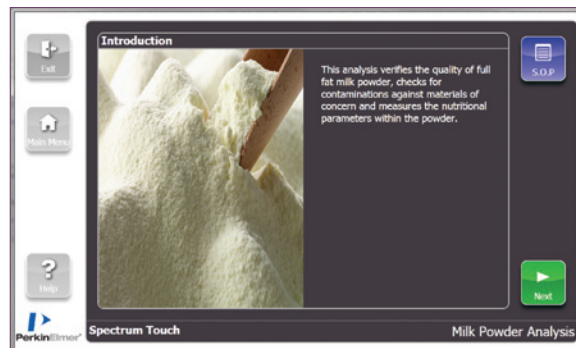 Introduction
Exit
This analysis verifies the quality of full
fat milk powder, checks for
contaminations against materials of
concern and measures the nutritional
parameters within the powder.
S.O.P
Main Menu
Help
Next
PerkinElmer
Spectrum Touch
Milk Powder Analysis